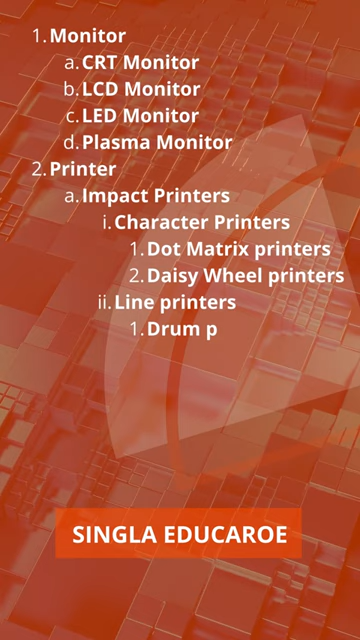 1. Monitor
a. CRT Monitor
b. LCD Monitor
c. LED Monitor
d. Plasma Monitor
2. Printer
a. Impact Printers
i. Character Printers
1. Dot Matrix printers
2. Daisy Wheel printers
ii. Line printers
1. Drum p
SINGLA EDUCAROE